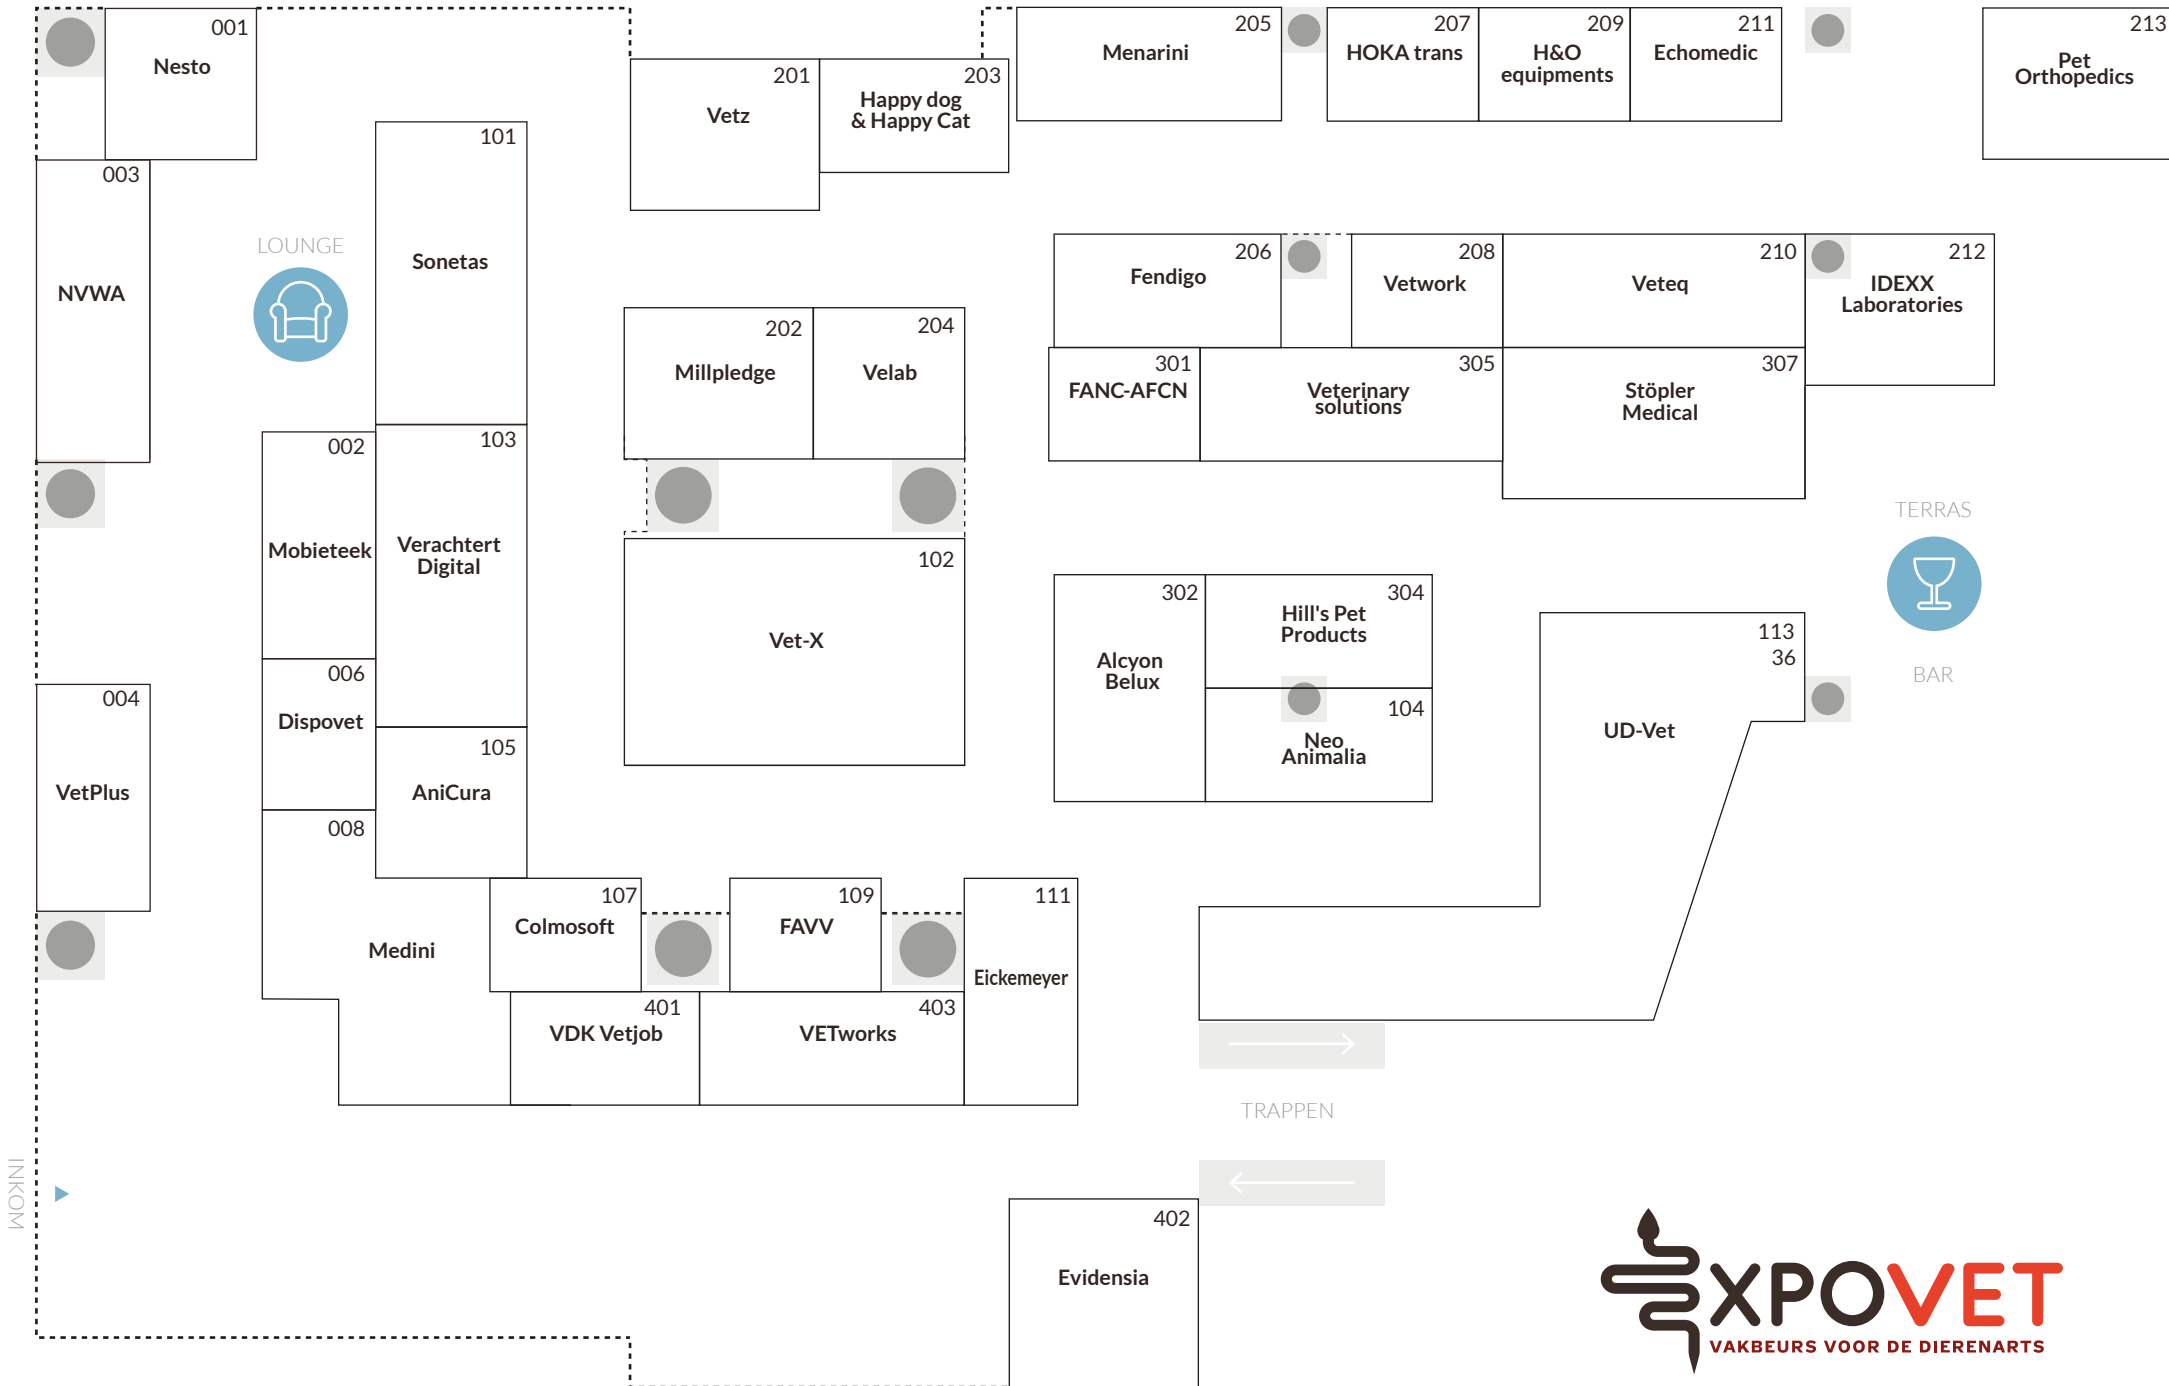 001
Nesto
201
Vetz
203
Happy dog
& Happy Cat
205
Menarini
207
HOKA trans
209
H&O
equipments
211
Echomedic
213
Pet
Orthopedics
003
NVWA
LOUNGE
101
Sonetas
202
Millpledge
204
Velab
206
Fendigo
208
Vetwork
210
Veteq
212
IDEXX
Laboratories
301
FANC-AFCN
305
Veterinary
solutions
307
Stöpler
Medical
002
Mobieteek
103
Verachtert
Digital
102
Vet-X
302
Alcyon
Belux
304
Hill's Pet
Products
104
Neo
Animalia
113
36
UD-Vet
TERRAS
BAR
004
VetPlus
006
Dispovet
105
AniCura
008
Medini
107
Colmosoft
109
FAVV
111
Eickemeyer
401
VDK Vetjob
403
VETworks
TRAPPEN
INKOM
402
Evidensia
XPOVET
VAKBEURS VOOR DE DIERENARTS